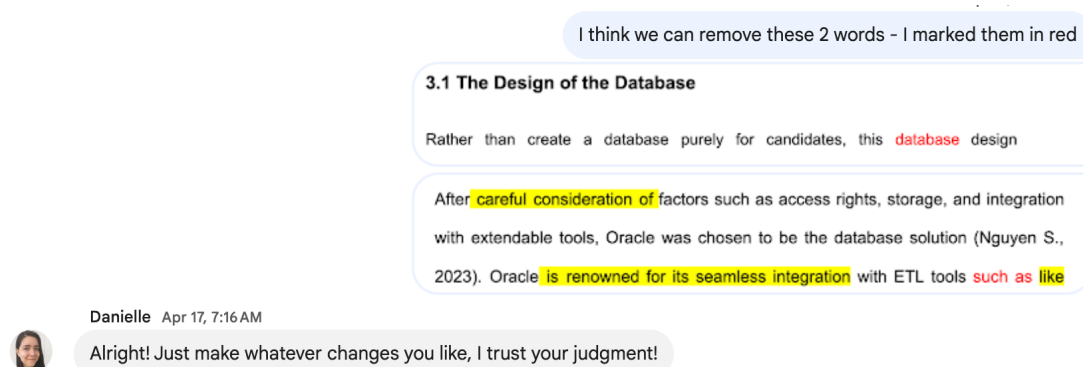 I think we can remove these 2 words - I marked them in red
3.1 The Design of the Database
Rather than create a database purely for candidates, this database design
After careful consideration of factors such as access rights, storage, and integration
with extendable tools, Oracle was chosen to be the database solution (Nguyen S.,
2023). Oracle is renowned for its seamless integration with ETL tools such as like
Danielle Apr 17, 7:16 AM
Alright! Just make whatever changes you like, I trust your judgment!